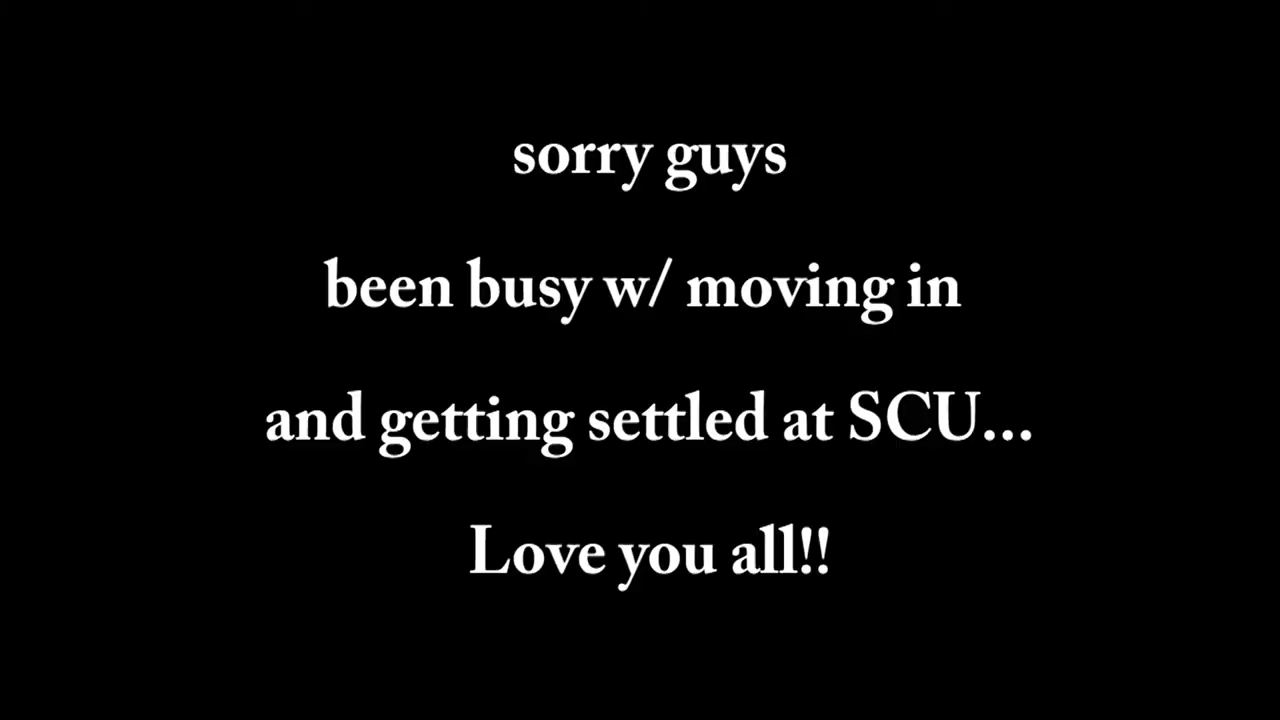 sorry guys
been busy w/ moving in
and getting settled at SCU...
Love you all!!